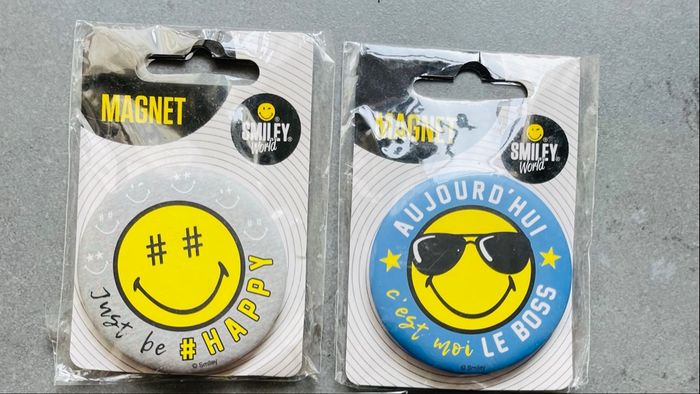 MAGNET
SMILEY®
World
# #
Just be #HAPPY
© Smiley
MAGNET
SMILEY®
World
AUJOURD'HUI
c'est moi LE BOSS
© Smiley